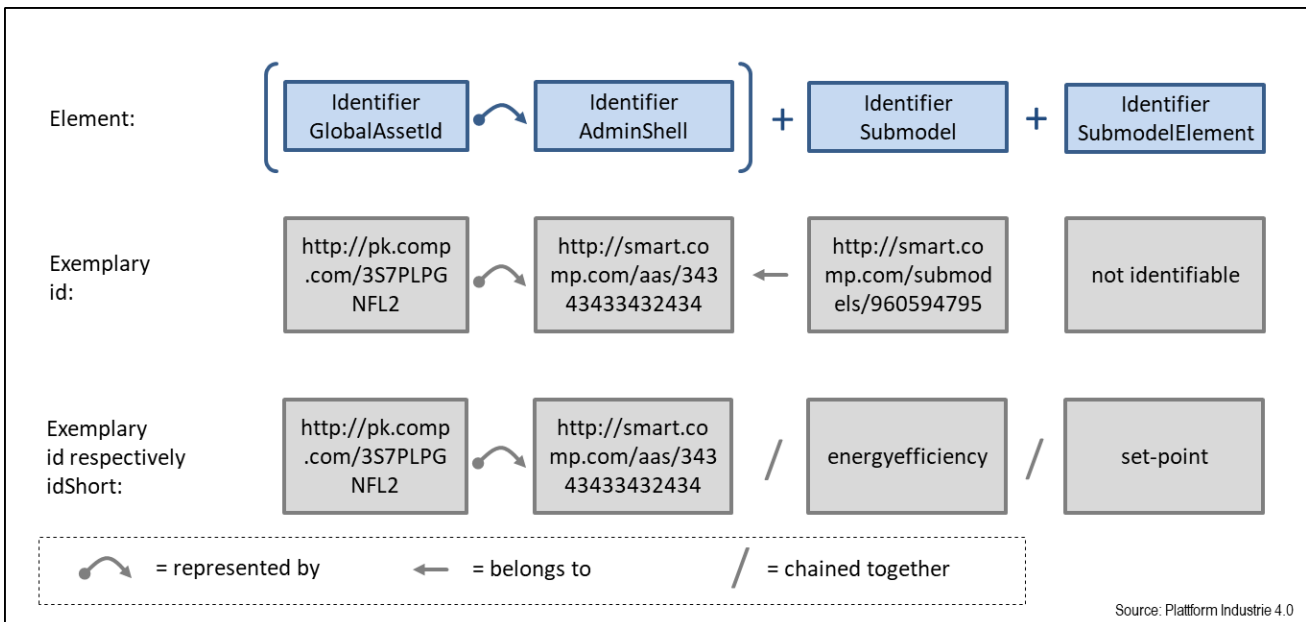 Element:
Identifier
GlobalAssetId
Identifier
AdminShell
+
Identifier
Submodel
+
Identifier
SubmodelElement
Exemplary
id:
http://pk.comp
.com/3S7PLPG
NFL2
http://smart.co
mp.com/aas/343
43433432434
http://smart.co
mp.com/submod
els/960594795
not identifiable
Exemplary
id respectively
idShort:
http://pk.comp
.com/3S7PLPG
NFL2
http://smart.co
mp.com/aas/343
43433432434
/
energyefficiency
/
set-point
= represented by
= belongs to
/ = chained together
Source: Plattform Industrie 4.0